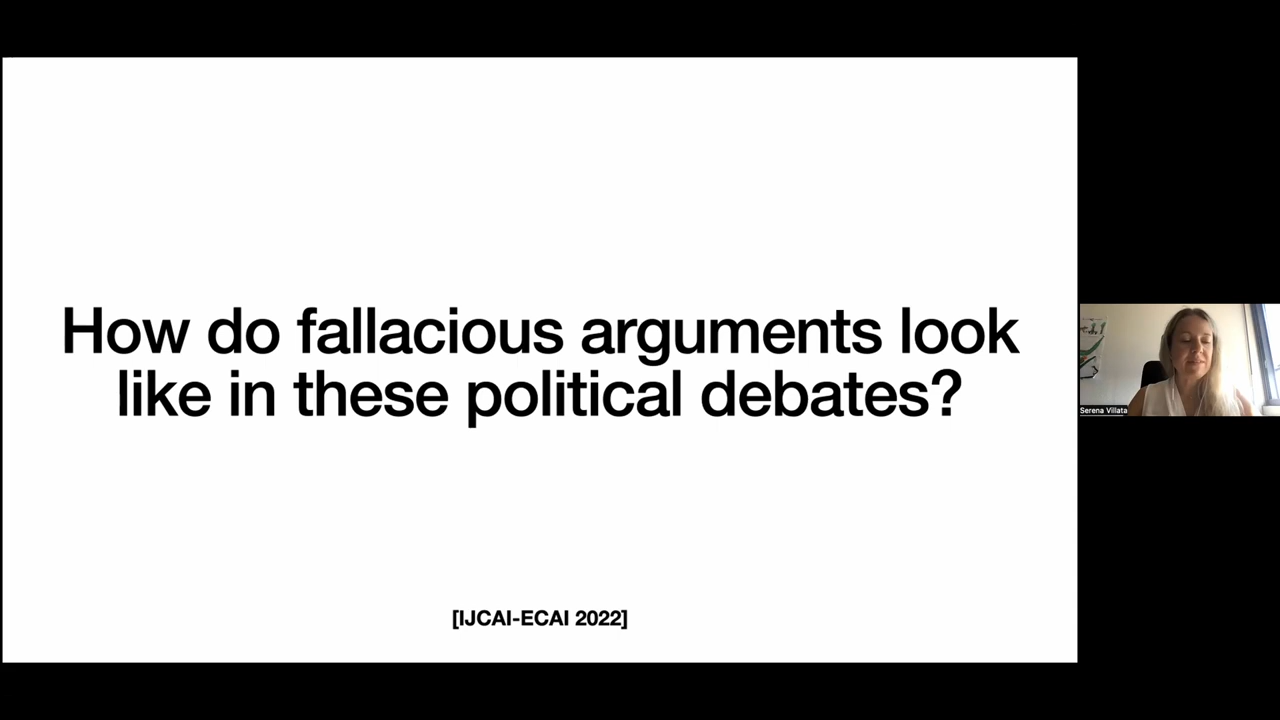 How do fallacious arguments look
like in these political debates?
[IJCAI-ECAI 2022]
Serena Villata